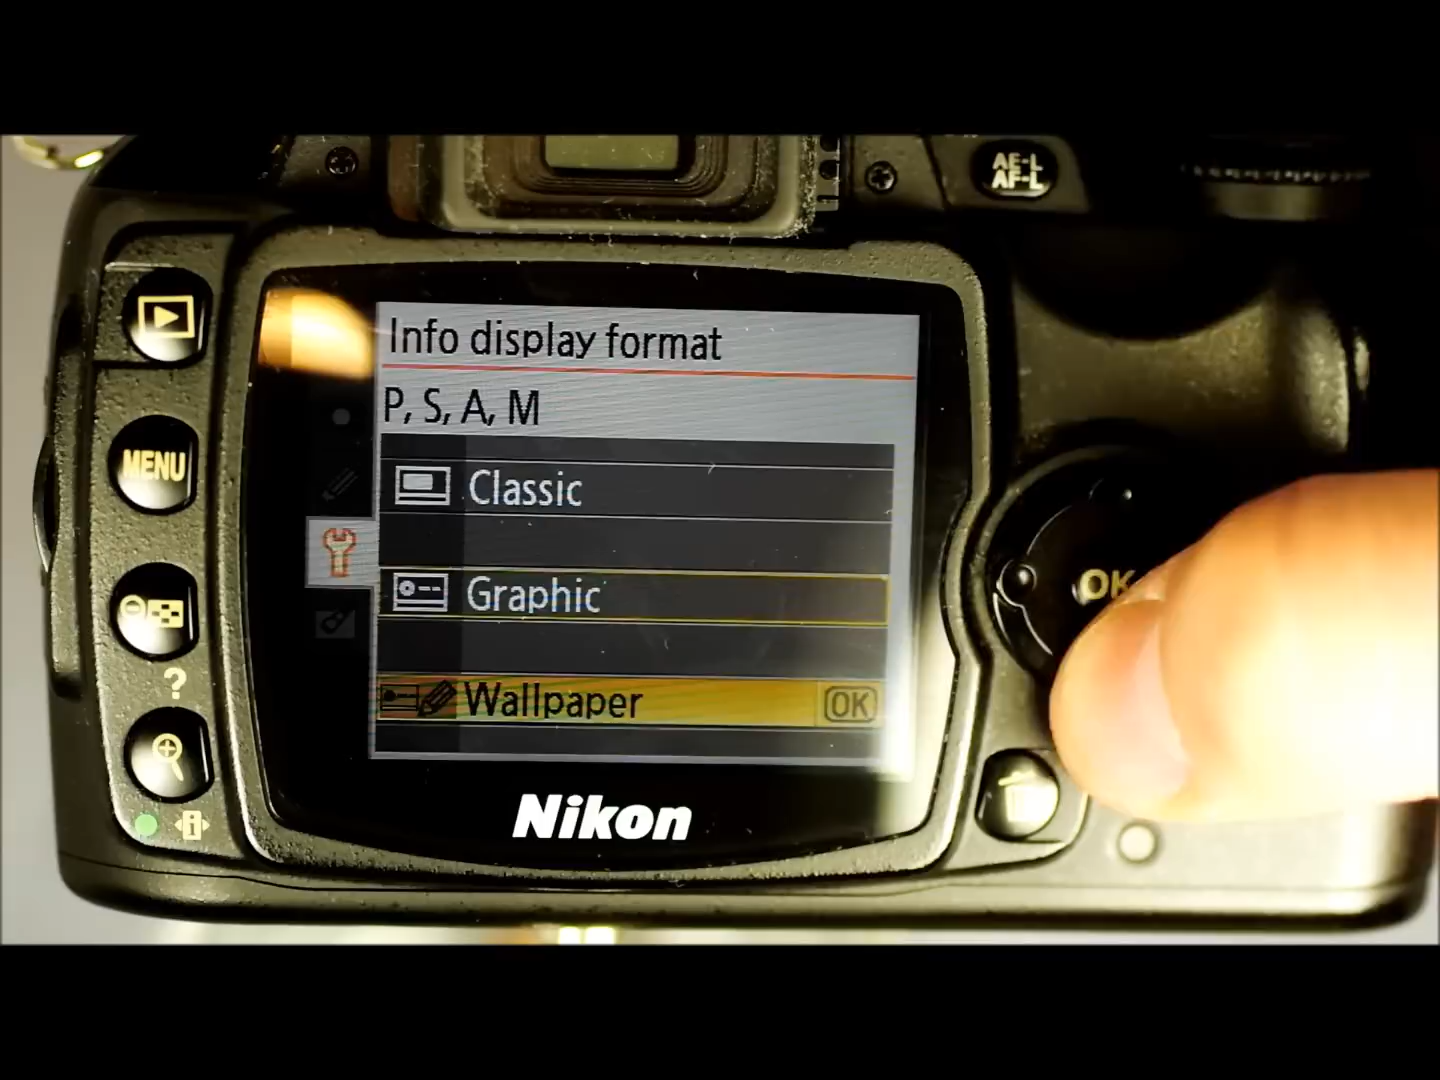 AE-L
AF-L
Info display format
P, S, A, M
MENU
Classic
Graphic
OK
?
Wallpaper
OK
Nikon